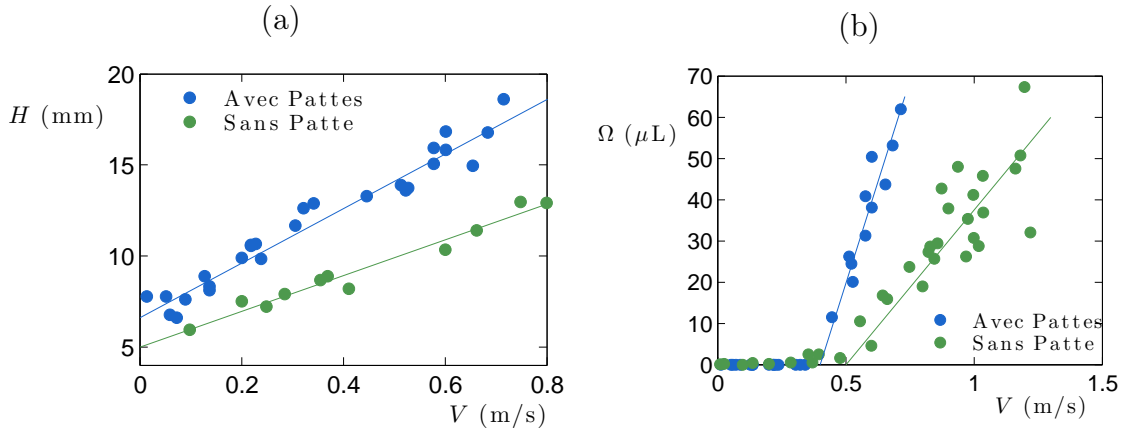 (a)
H (mm)
20
15
10
5
Avec Pattes
Sans Patte
0 0.2 0.4 0.6 0.8
V (m/s)
(b)
Ω (μL)
70
60
50
40
30
20
10
0
Avec Pattes
Sans Patte
0 0.5 1 1.5
V (m/s)